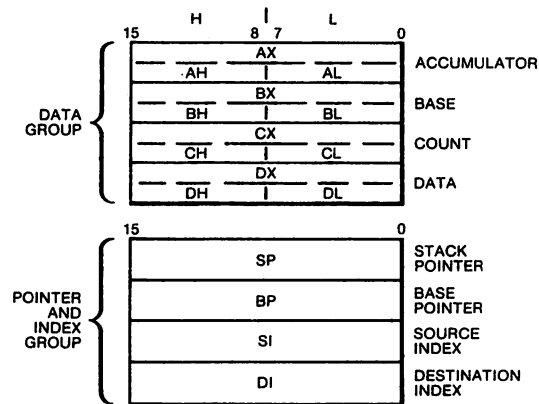 H L
15 8 7 0
AX
AH AL
ACCUMULATOR
BX
BH BL
BASE
CX
CH CL
COUNT
DX
DH DL
DATA
DATA
GROUP
15 0
SP
STACK
POINTER
BP
BASE
POINTER
SI
SOURCE
INDEX
DI
DESTINATION
INDEX
POINTER
AND
INDEX
GROUP